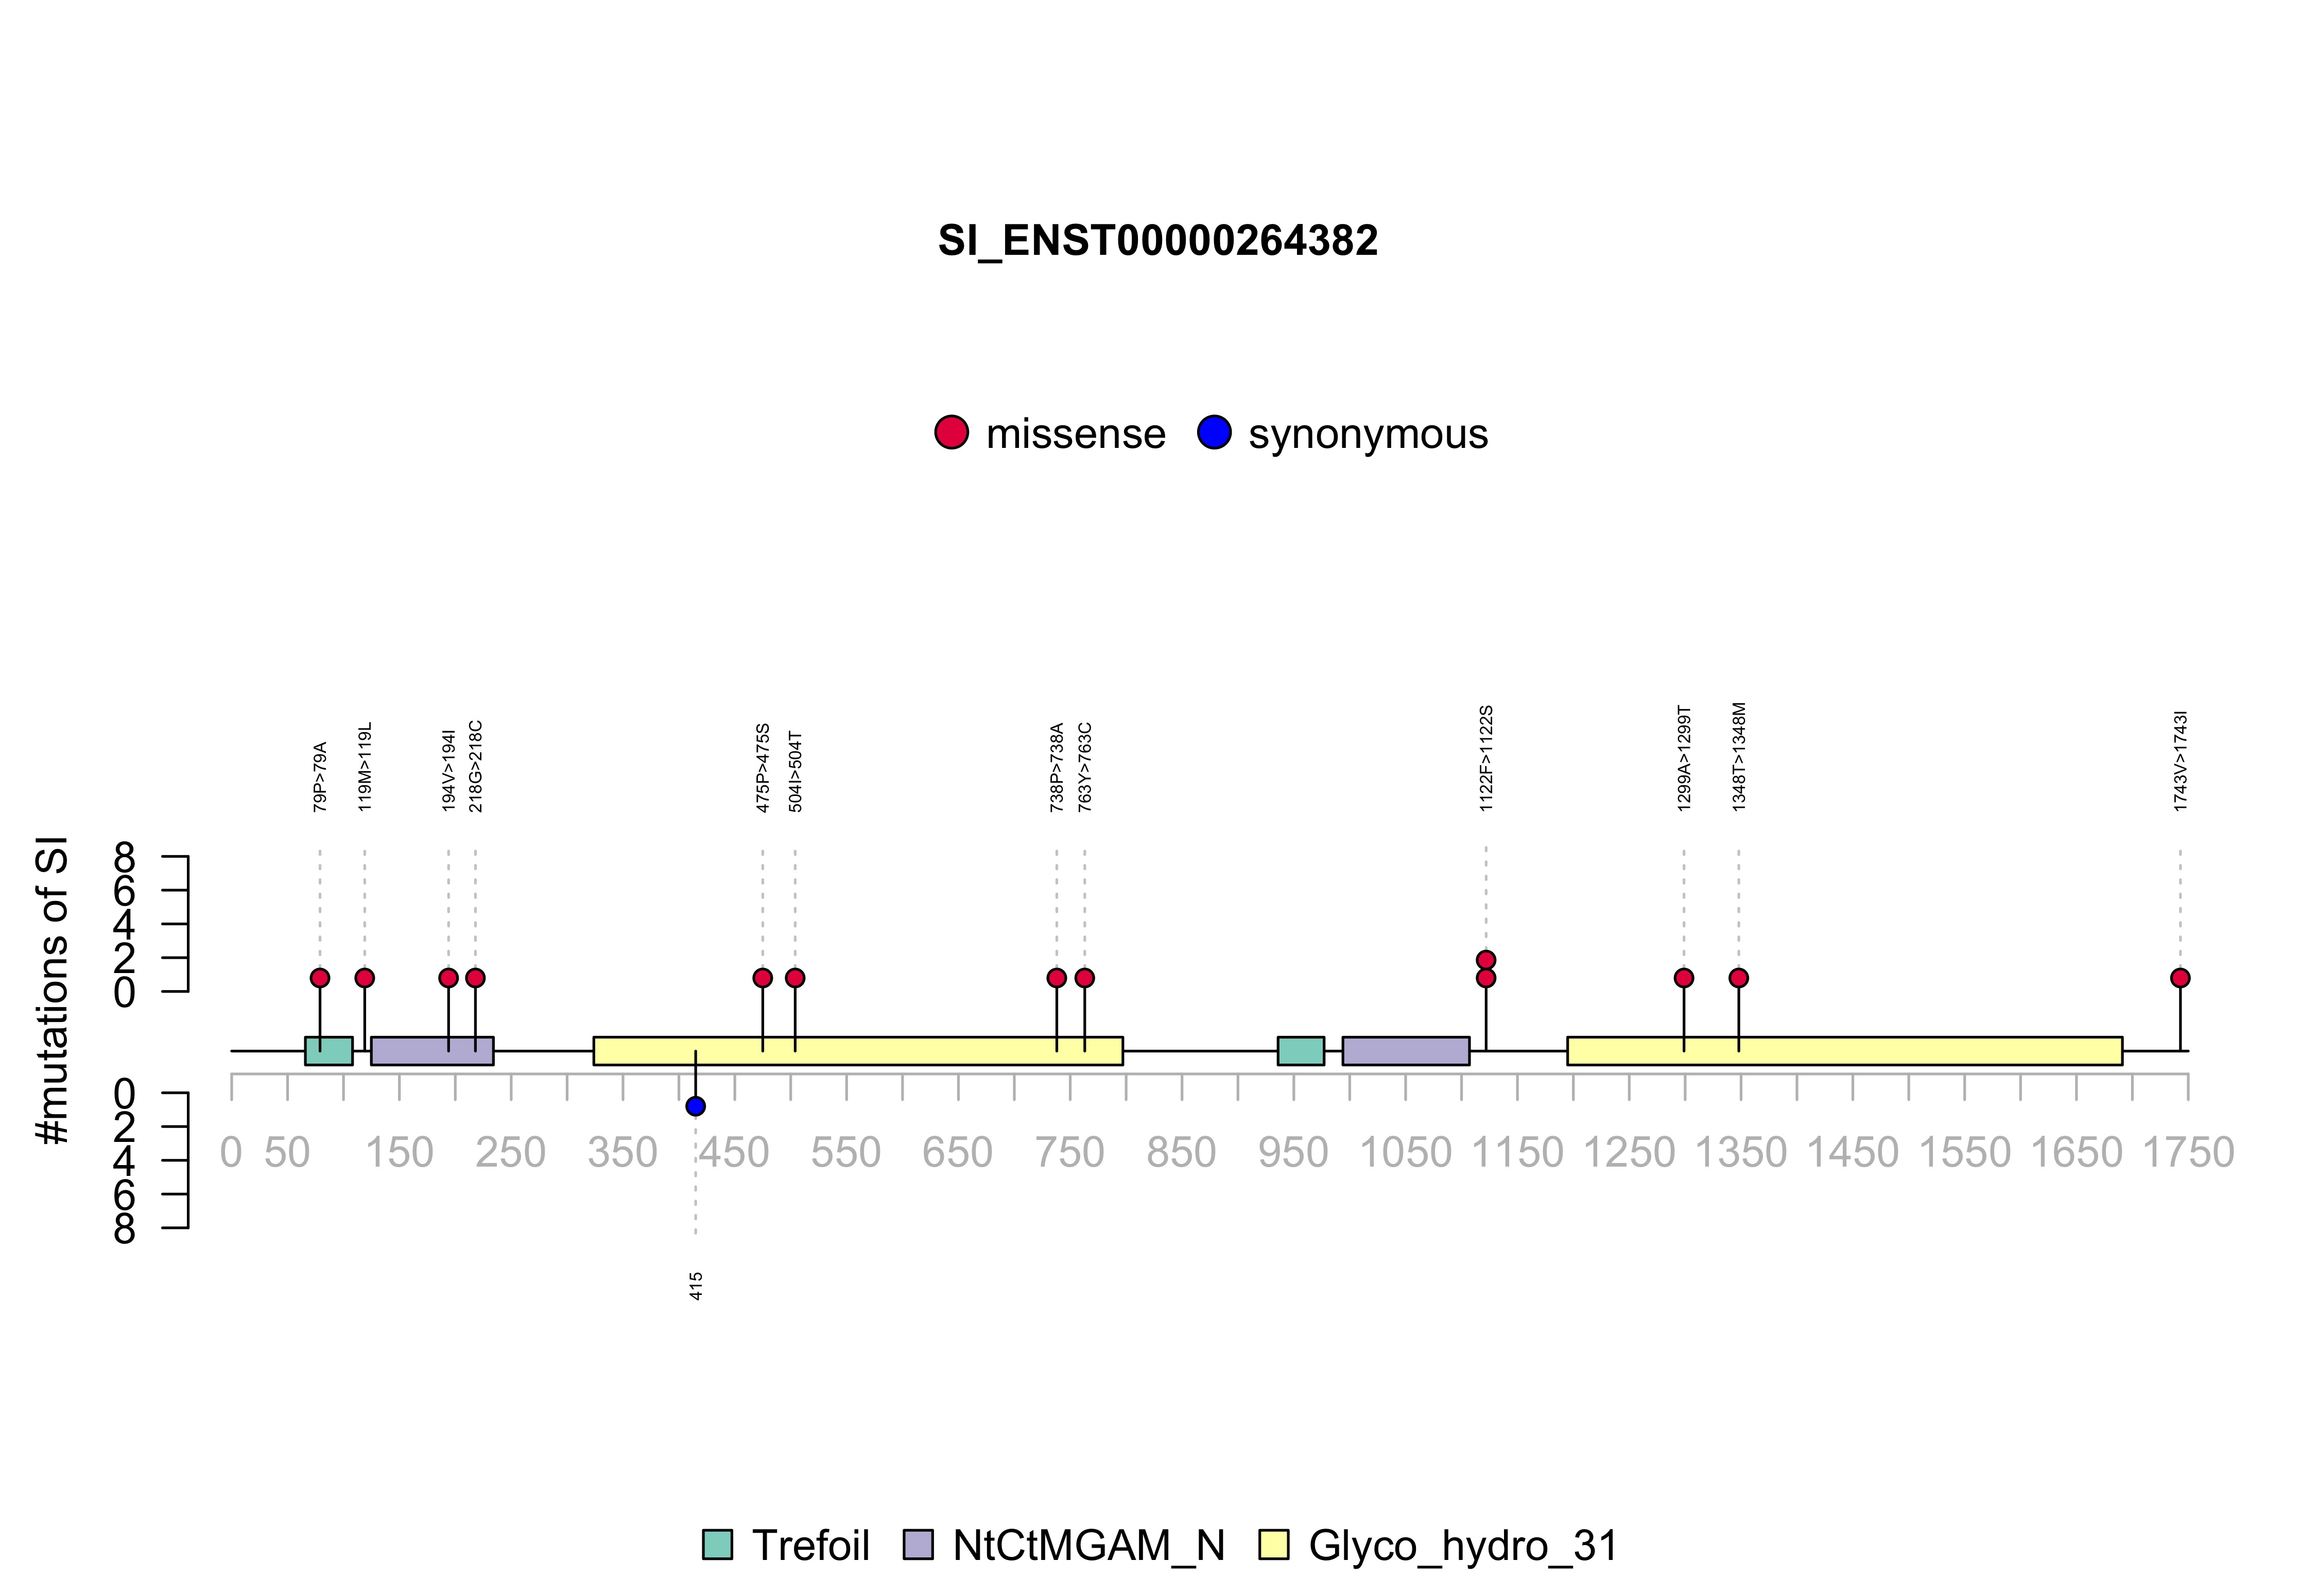 SI_ENST00000264382
missense synonymous
79P>79A
119M>119L
194V>194I
218G>218C
475P>475S
504I>504T
738P>738A
763Y>763C
1122F>1122S
1299A>1299T
1348T>1348M
1743V>1743I
#mutations of SI
8
6
4
2
0
0
2
4
6
8
0 50 150 250 350 450 550 650 750 850 950 1050 1150 1250 1350 1450 1550 1650 1750
415
Trefoil NtCtMGAM_N Glyco_hydro_31